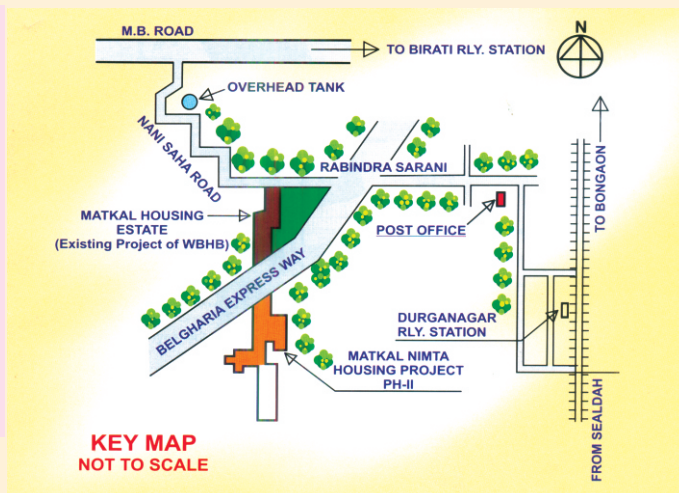 M.B. ROAD
N
TO BIRATI RLY. STATION
OVERHEAD TANK
NANI SAHA ROAD
RABINDRA SARANI
TO BONGAON
MATKAL HOUSING
ESTATE
(Existing Project of WBHB)
POST OFFICE
BELGHARIA EXPRESS WAY
DURGANAGAR
RLY. STATION
MATKAL NIMTA
HOUSING PROJECT
PH-II
FROM SEALDAH
KEY MAP
NOT TO SCALE